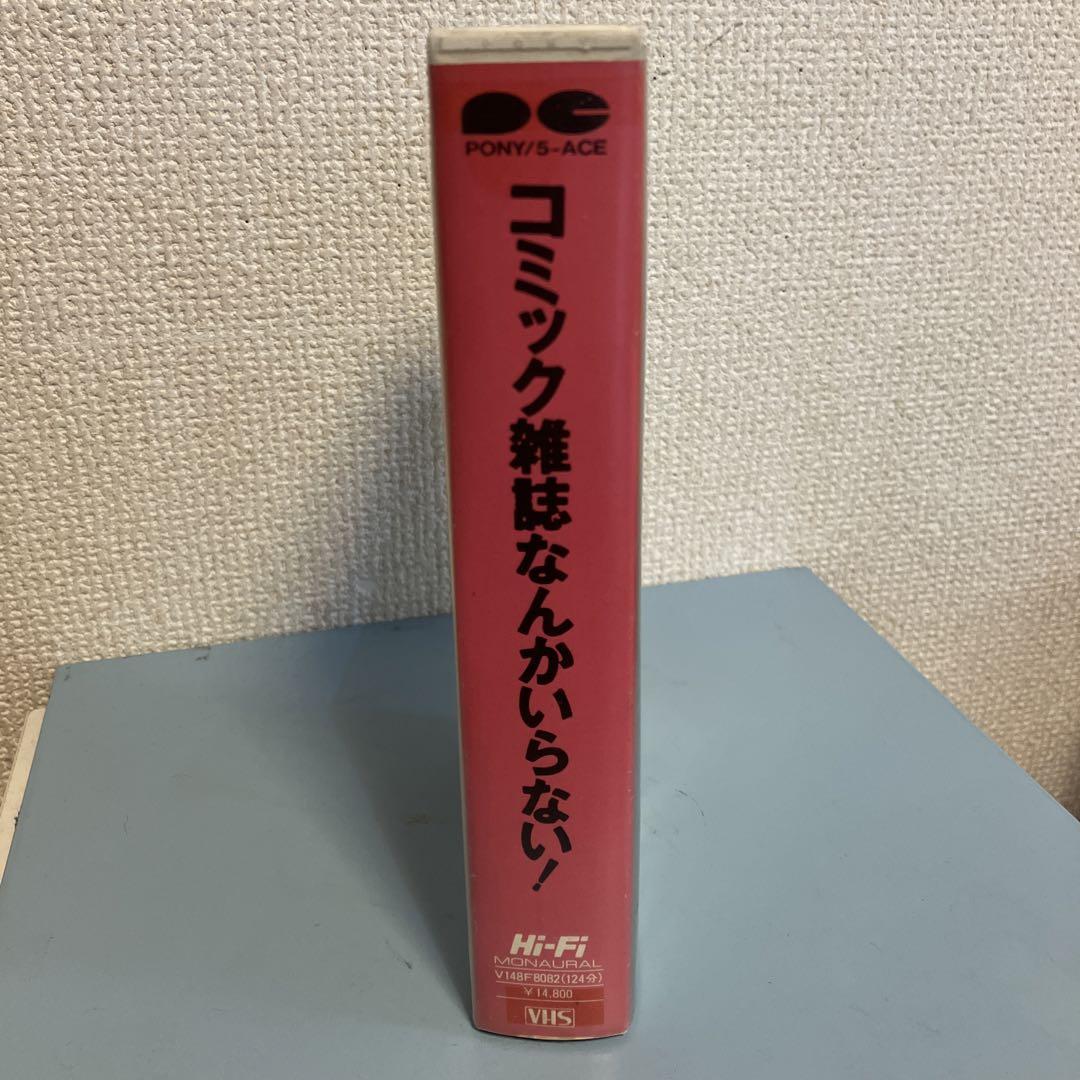 PC
PONY/5-ACE
コミック雑誌なんかいらない!
Hi-Fi
MONAURAL
V148F8082(124分)
¥14,800
VHS